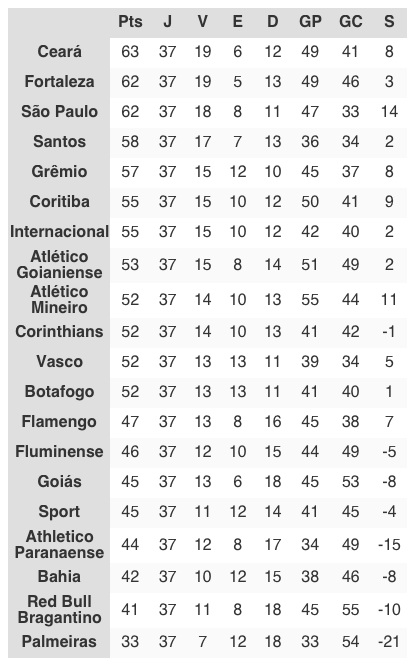 Pts J V E D GP GC S
Ceará 63 37 19 6 12 49 41 8
Fortaleza 62 37 19 5 13 49 46 3
São Paulo 62 37 18 8 11 47 33 14
Santos 58 37 17 7 13 36 34 2
Grêmio 57 37 15 12 10 45 37 8
Coritiba 55 37 15 10 12 50 41 9
Internacional 55 37 15 10 12 42 40 2
Atlético
Goianiense 53 37 15 8 14 51 49 2
Atlético
Mineiro 52 37 14 10 13 55 44 11
Corinthians 52 37 14 10 13 41 42 -1
Vasco 52 37 13 13 11 39 34 5
Botafogo 52 37 13 13 11 41 40 1
Flamengo 47 37 13 8 16 45 38 7
Fluminense 46 37 12 10 15 44 49 -5
Goiás 45 37 13 6 18 45 53 -8
Sport 45 37 11 12 14 41 45 -4
Athletico
Paranaense 44 37 12 8 17 34 49 -15
Bahia 42 37 10 12 15 38 46 -8
Red Bull
Bragantino 41 37 11 8 18 45 55 -10
Palmeiras 33 37 7 12 18 33 54 -21